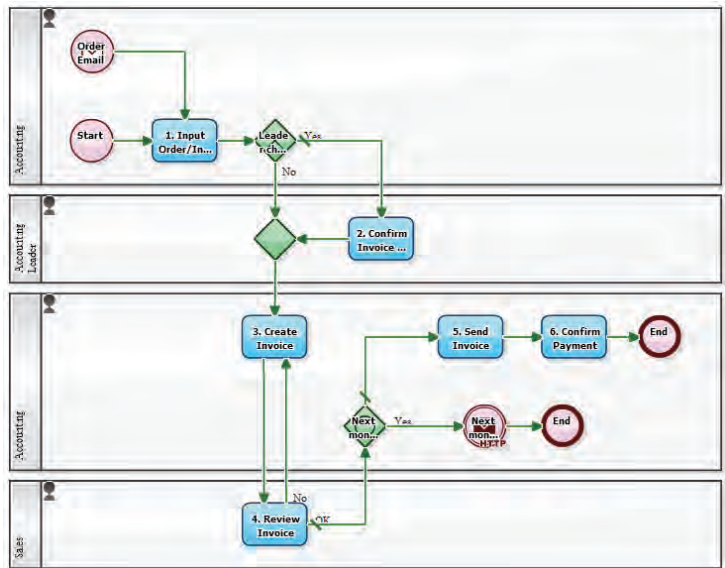 Order
Email
Start
1. Input
Order/In...
Leade
r ch...
Yes
No
Accounting
2. Confirm
Invoice ...
Accounting
Leader
3. Create
Invoice
5. Send
Invoice
6. Confirm
Payment
End
Next
mon...
Yes
Next
mon...
HTTP
End
Accounting
No
4. Review
Invoice
OK
Sales